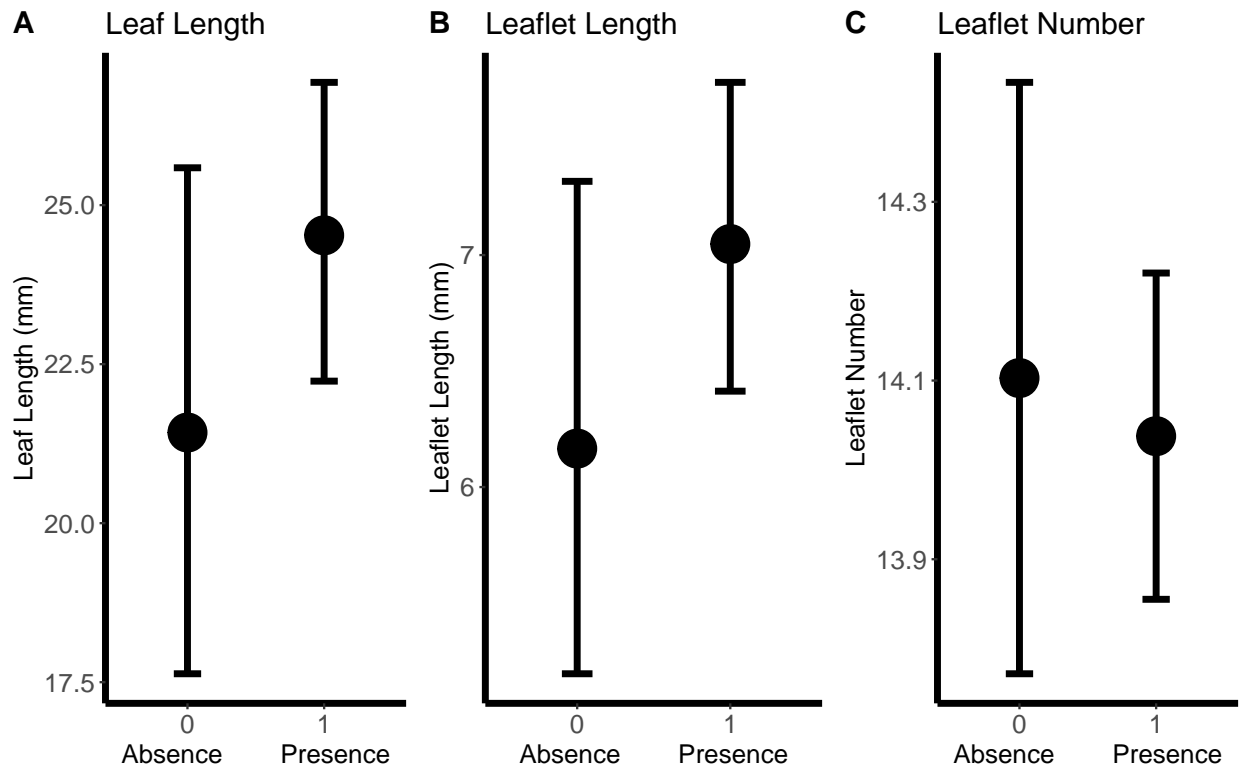 A Leaf Length
Leaf Length (mm)
25.0
22.5
20.0
17.5
0 1
Absence Presence
B Leaflet Length
Leaflet Length (mm)
7
6
0 1
Absence Presence
C Leaflet Number
Leaflet Number
14.3
14.1
13.9
0 1
Absence Presence